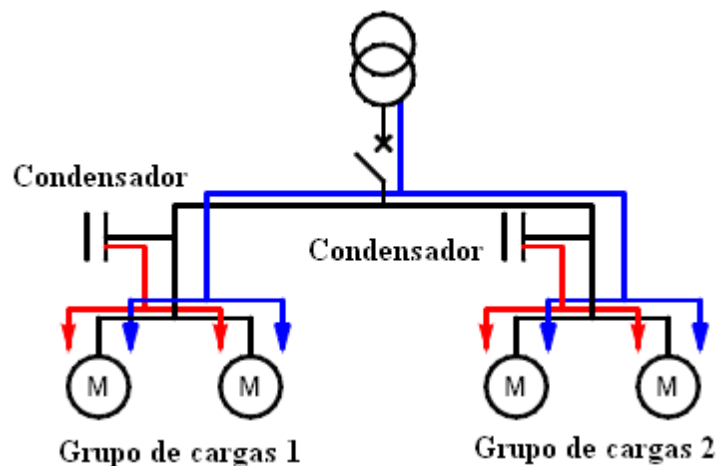 Condensador
Condensador
M
M
M
M
Grupo de cargas 1
Grupo de cargas 2